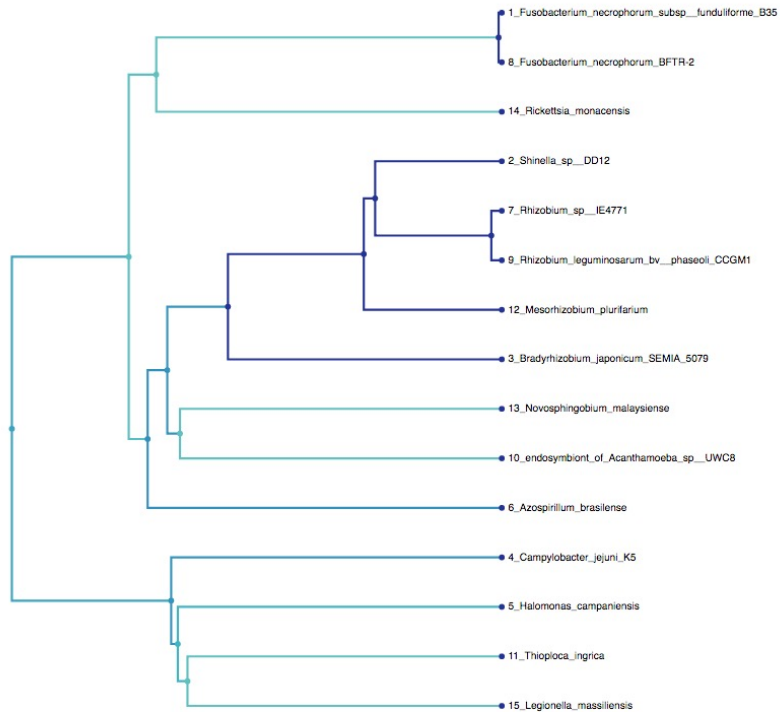 1_Fusobacterium_necrophorum_subsp__funduliforme_B35
8_Fusobacterium_necrophorum_BFTR-2
14_Rickettsia_monacensis
2_Shinella_sp__DD12
7_Rhizobium_sp__IE4771
9_Rhizobium_leguminosarum_bv__phaseoli_CCGM1
12_Mesorhizobium_plurifarium
3_Bradyrhizobium_japonicum_SEMIA_5079
13_Novosphingobium_malaysiense
10_endosymbiont_of_Acanthamoeba_sp__UWC8
6_Azospirillum_brasilense
4_Campylobacter_jejuni_K5
5_Halomonas_campaniensis
11_Thioploca_ingrica
15_Legionella_massiliensis